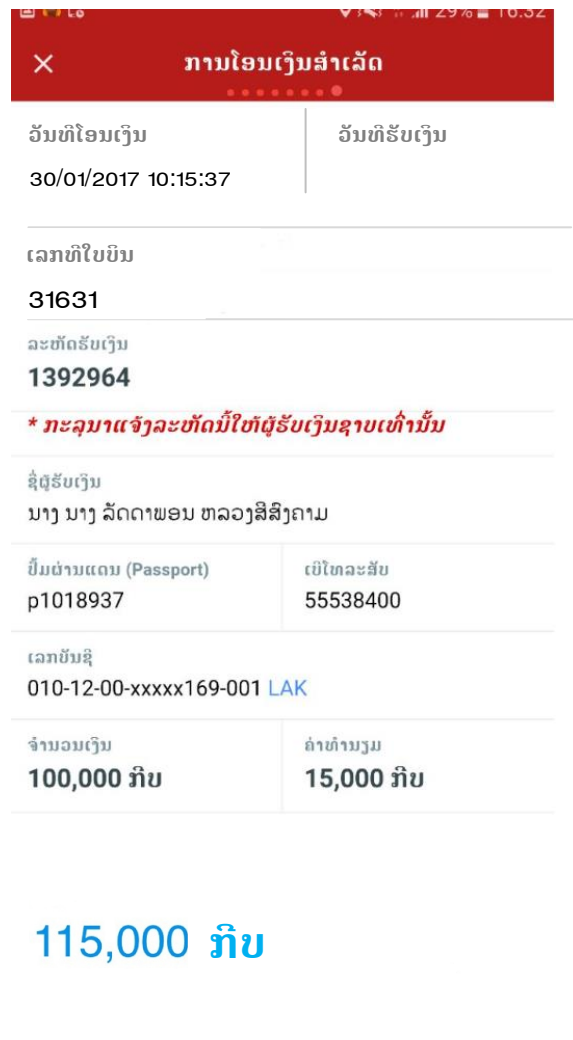 29% 16:32
ການໂອນເງິນສຳເລັດ
ວັນທີໂອນເງິນ ວັນທີຮັບເງິນ
30/01/2017 10:15:37
ເລກທີໃບບິນ
31631
ລະຫັດຮັບເງິນ
1392964
* ກະລຸນາແຈ້ງລະຫັດນີ້ໃຫ້ຜູ້ຮັບເງິນຊາບເທົ່ານັ້ນ
ຊື່ຜູ້ຮັບເງິນ
ນາງ ນາງ ລັດດາພອນ ຫລວງສີສົງຄາມ
ປຶ້ມຜ່ານແດນ (Passport) ເບີໂທລະສັບ
p1018937 55538400
ເລກບັນຊີ
010-12-00-xxxxx169-001 LAK
ຈຳນວນເງິນ ຄ່າທຳນຽມ
100,000 ກີບ 15,000 ກີບ
115,000 ກີບ